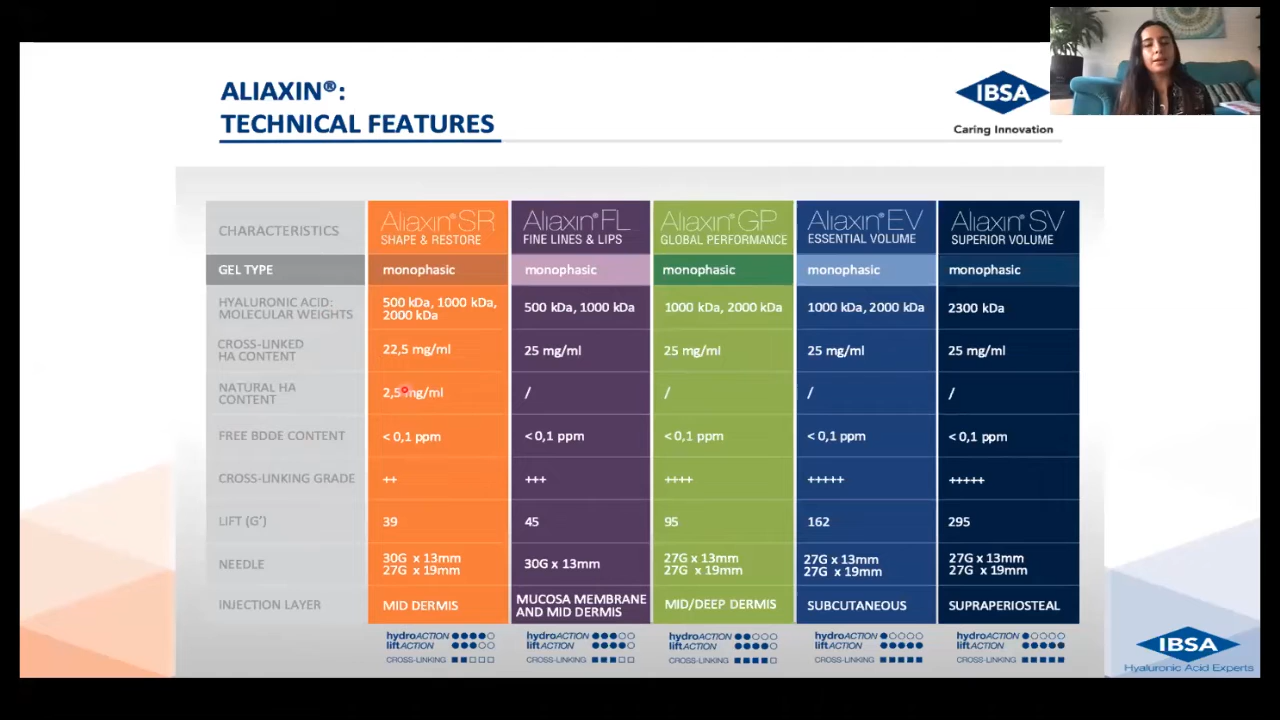 ALIAXIN®:
TECHNICAL FEATURES
IBSA
Caring Innovation
CHARACTERISTICS
Aliaxin®SR
SHAPE & RESTORE
Aliaxin®FL
FINE LINES & LIPS
Aliaxin®GP
GLOBAL PERFORMANCE
Aliaxin®EV
ESSENTIAL VOLUME
Aliaxin®SV
SUPERIOR VOLUME
GEL TYPE
monophasic
monophasic
monophasic
monophasic
monophasic
HYALURONIC ACID:
MOLECULAR WEIGHTS
500 kDa, 1000 kDa,
2000 kDa
500 kDa, 1000 kDa
1000 kDa, 2000 kDa
1000 kDa, 2000 kDa
2300 kDa
CROSS-LINKED
HA CONTENT
22,5 mg/ml
25 mg/ml
25 mg/ml
25 mg/ml
25 mg/ml
NATURAL HA
CONTENT
2,5 mg/ml
/
/
/
/
FREE BDDE CONTENT
< 0,1 ppm
< 0,1 ppm
< 0,1 ppm
< 0,1 ppm
< 0,1 ppm
CROSS-LINKING GRADE
++
+++
++++
+++++
+++++
LIFT (G')
39
45
95
162
295
NEEDLE
30G x 13mm
27G x 19mm
30G x 13mm
27G x 13mm
27G x 19mm
27G x 13mm
27G x 19mm
27G x 13mm
27G x 19mm
INJECTION LAYER
MID DERMIS
MUCOSA MEMBRANE
AND MID DERMIS
MID/DEEP DERMIS
SUBCUTANEOUS
SUPRAPERIOSTEAL
hydroACTION
liftACTION
CROSS-LINKING
hydroACTION
liftACTION
CROSS-LINKING
hydroACTION
liftACTION
CROSS-LINKING
hydroACTION
liftACTION
CROSS-LINKING
hydroACTION
liftACTION
CROSS-LINKING
IBSA
Hyaluronic Acid Experts